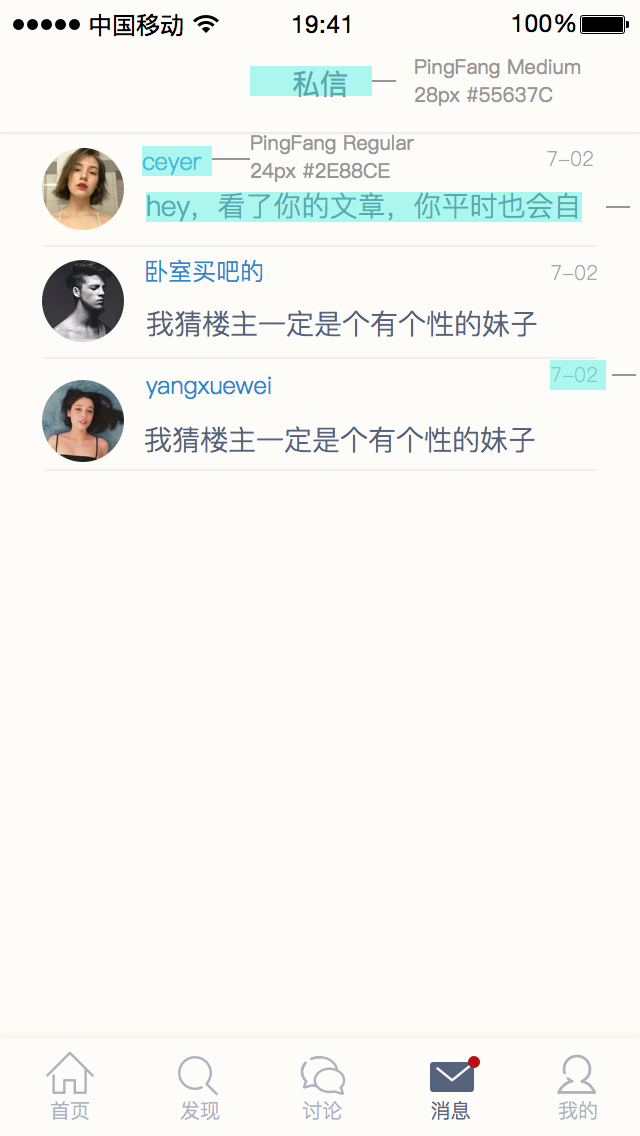 中国移动 19:41 100%
私信
PingFang Medium
28px #55637C
ceyer
PingFang Regular
24px #2E88CE
7-02
hey，看了你的文章，你平时也会自
卧室买吧的
7-02
我猜楼主一定是个有个性的妹子
yangxuewei
7-02
我猜楼主一定是个有个性的妹子
首页 发现 讨论 消息 我的